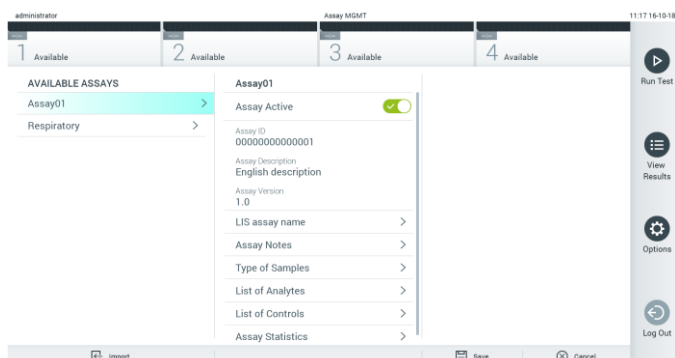 administrator Assay MGMT 11:17 16-10-18
1 Available 2 Available 3 Available 4 Available
AVAILABLE ASSAYS
Assay01
Respiratory
Assay01
Assay Active
Assay ID
00000000000001
Assay Description
English description
Assay Version
1.0
LIS assay name
Assay Notes
Type of Samples
List of Analytes
List of Controls
Assay Statistics
Run Test
View
Results
Options
Log Out
Import Save Cancel